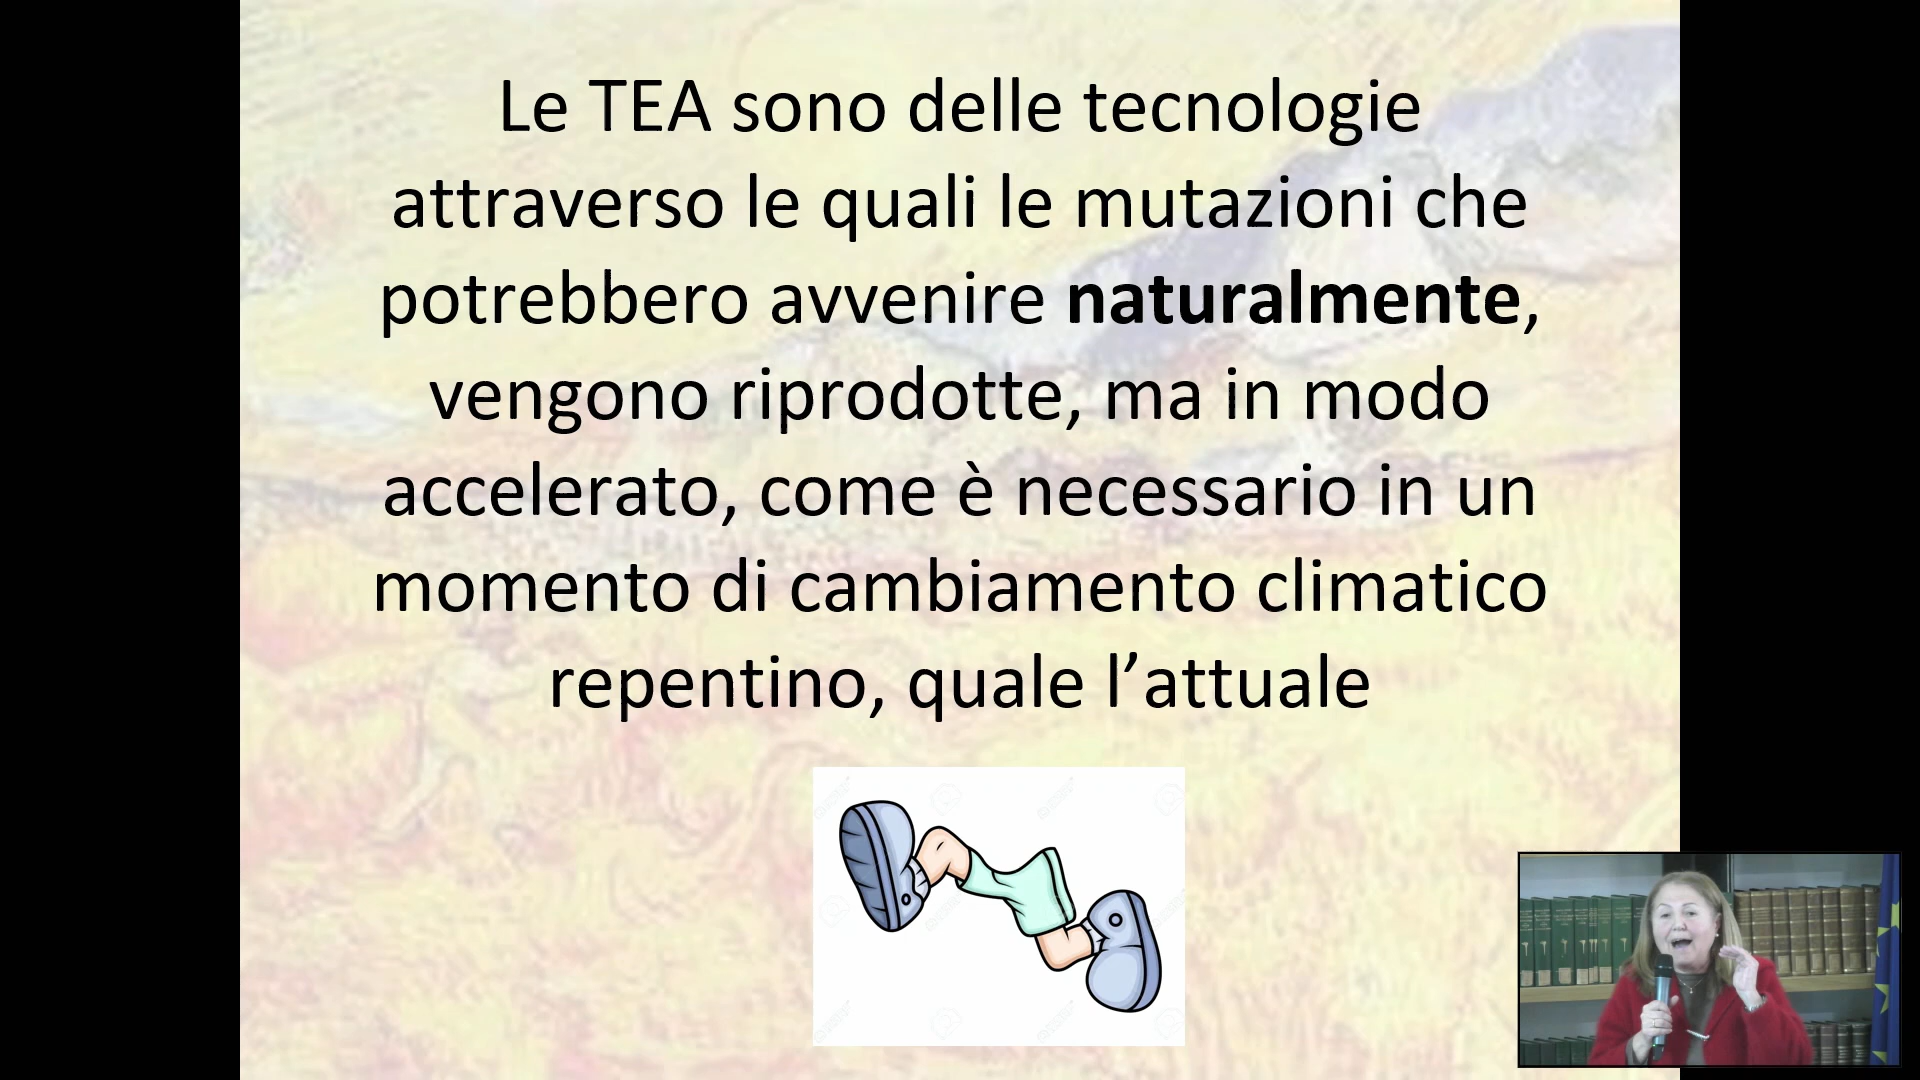 Le TEA sono delle tecnologie
attraverso le quali le mutazioni che
potrebbero avvenire naturalmente,
vengono riprodotte, ma in modo
accelerato, come è necessario in un
momento di cambiamento climatico
repentino, quale l’attuale